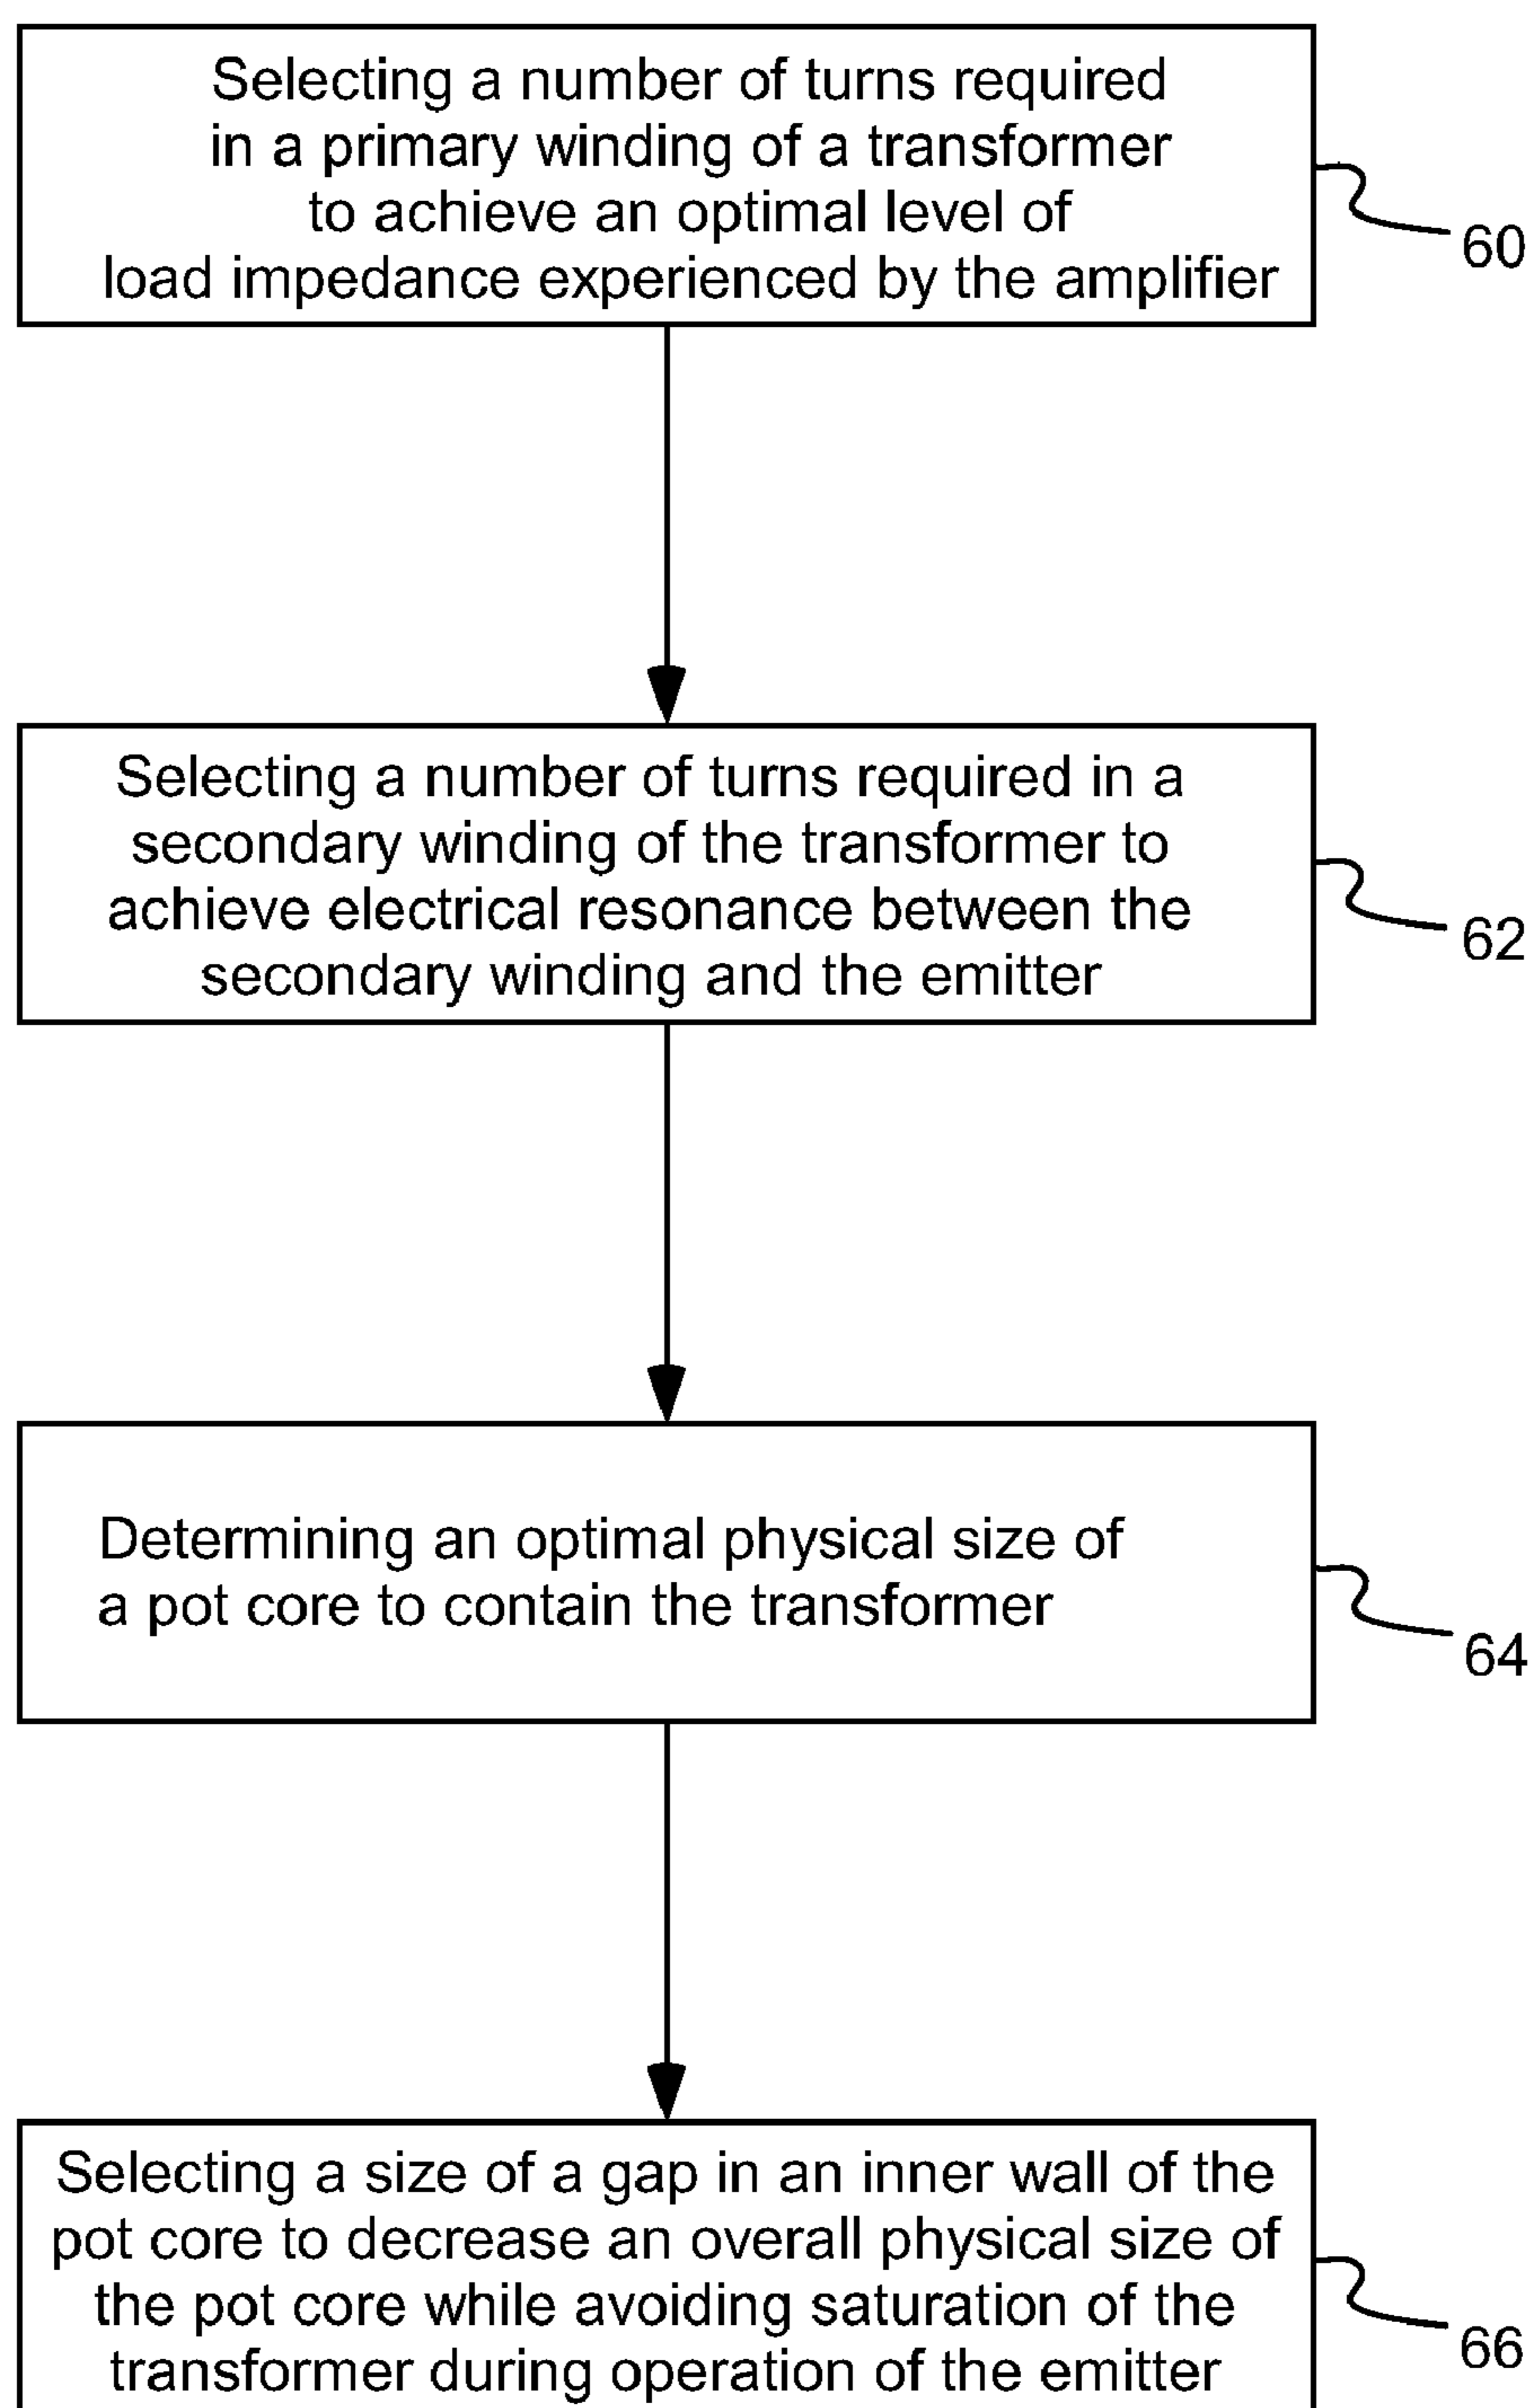 Selecting a number of turns required
in a primary winding of a transformer
to achieve an optimal level of
load impedance experienced by the amplifier
60
Selecting a number of turns required in a
secondary winding of the transformer to
achieve electrical resonance between the
secondary winding and the emitter
62
Determining an optimal physical size of
a pot core to contain the transformer
64
Selecting a size of a gap in an inner wall of the
pot core to decrease an overall physical size of
the pot core while avoiding saturation of the
transformer during operation of the emitter
66